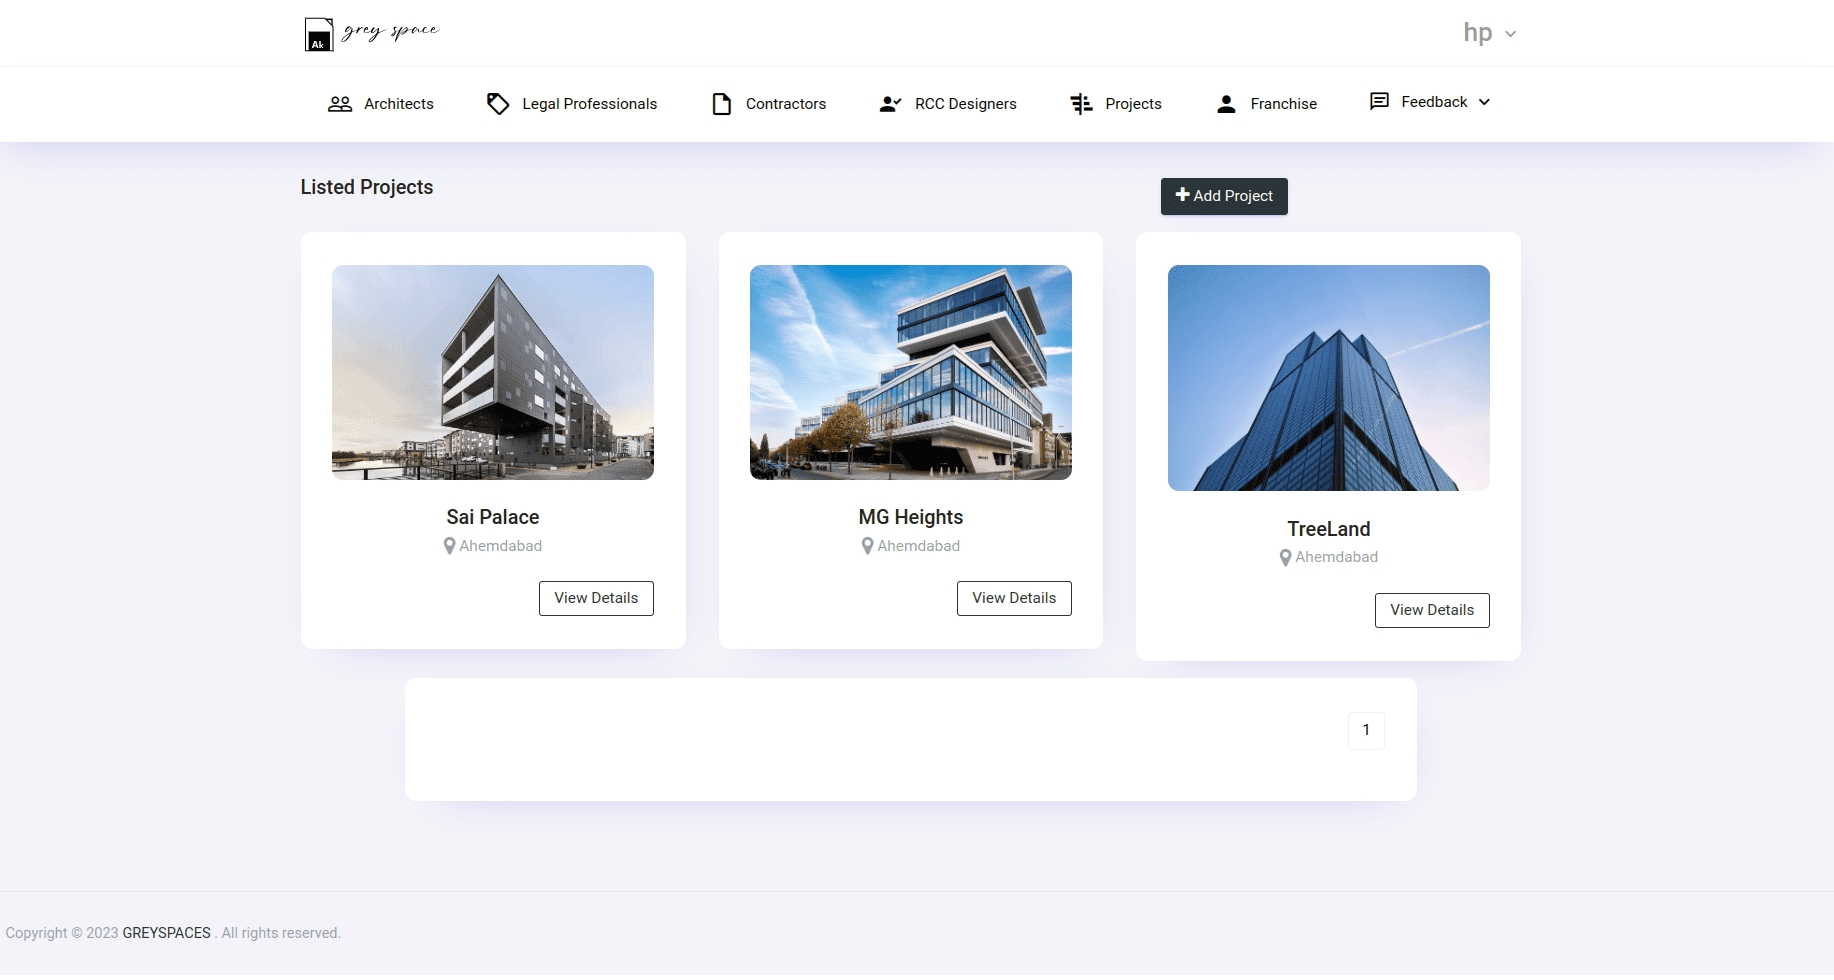 Ak grey space
hp
Architects Legal Professionals Contractors RCC Designers Projects Franchise Feedback
Listed Projects
Add Project
Sai Palace
Ahemdabad
View Details
MG Heights
Ahemdabad
View Details
TreeLand
Ahemdabad
View Details
1
Copyright © 2023 GREYSPACES . All rights reserved.